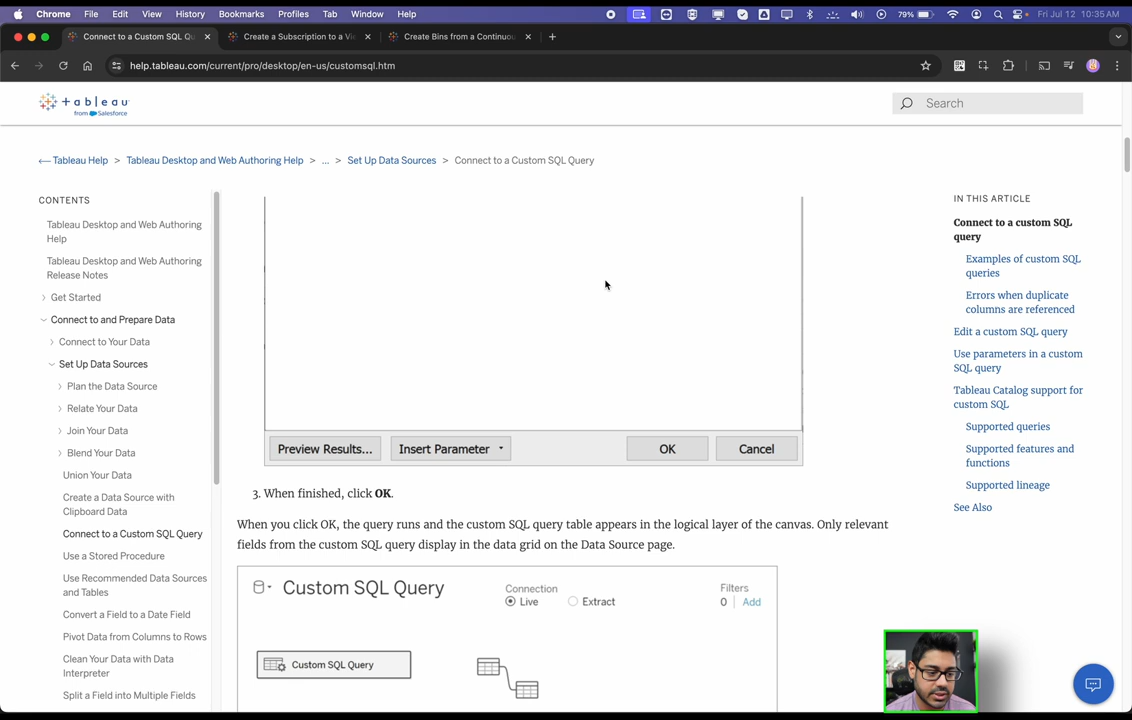 Chrome File Edit View History Bookmarks Profiles Tab Window Help 79% Fri Jul 12 10:35 AM
Connect to a Custom SQL Qu Create a Subscription to a Vie Create Bins from a Continuou
help.tableau.com/current/pro/desktop/en-us/customsql.htm
tableau
from Salesforce
Search
Tableau Help > Tableau Desktop and Web Authoring Help > ... > Set Up Data Sources > Connect to a Custom SQL Query
CONTENTS
Tableau Desktop and Web Authoring
Help
Tableau Desktop and Web Authoring
Release Notes
Get Started
Connect to and Prepare Data
Connect to Your Data
Set Up Data Sources
Plan the Data Source
Relate Your Data
Join Your Data
Blend Your Data
Union Your Data
Create a Data Source with
Clipboard Data
Connect to a Custom SQL Query
Use a Stored Procedure
Use Recommended Data Sources
and Tables
Convert a Field to a Date Field
Pivot Data from Columns to Rows
Clean Your Data with Data
Interpreter
Split a Field into Multiple Fields
Preview Results... Insert Parameter OK Cancel
3. When finished, click OK.
When you click OK, the query runs and the custom SQL query table appears in the logical layer of the canvas. Only relevant
fields from the custom SQL query display in the data grid on the Data Source page.
Custom SQL Query
Connection
Live Extract
Filters
0 Add
Custom SQL Query
IN THIS ARTICLE
Connect to a custom SQL
query
Examples of custom SQL
queries
Errors when duplicate
columns are referenced
Edit a custom SQL query
Use parameters in a custom
SQL query
Tableau Catalog support for
custom SQL
Supported queries
Supported features and
functions
Supported lineage
See Also